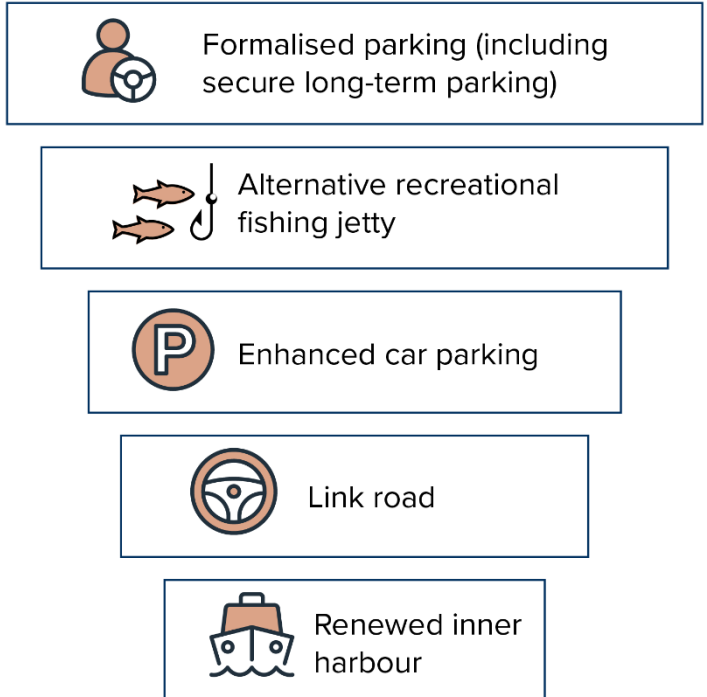 Formalised parking (including
secure long-term parking)
Alternative recreational
fishing jetty
P
Enhanced car parking
Link road
Renewed inner
harbour